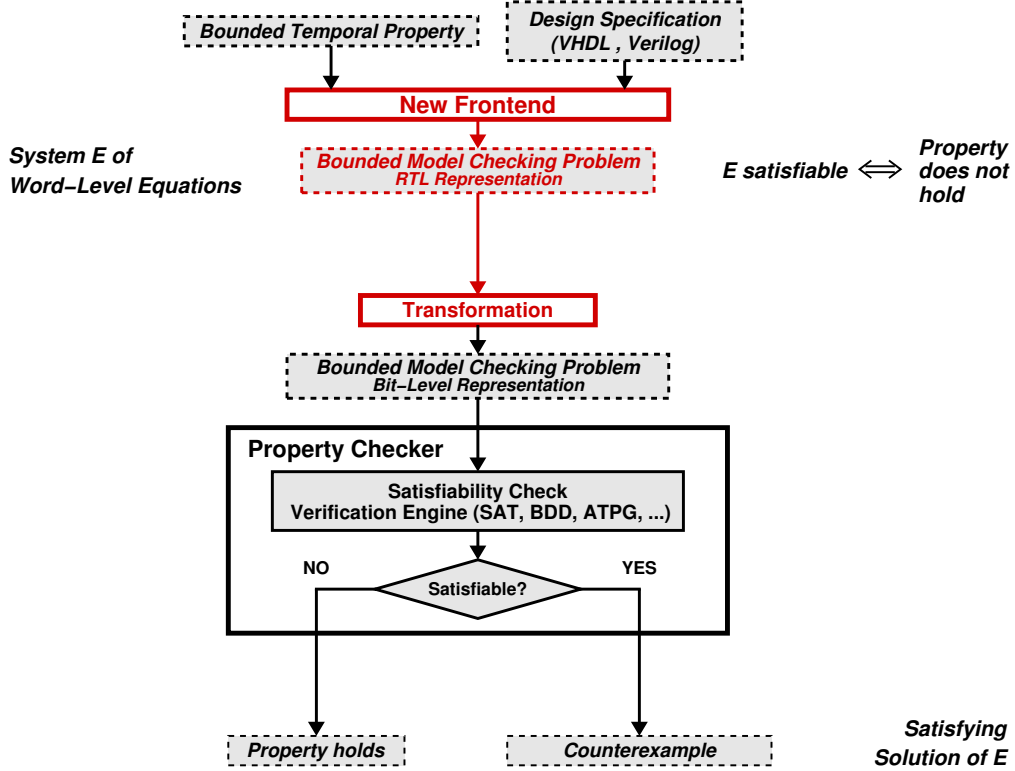 Bounded Temporal Property
Design Specification
(VHDL , Verilog)
New Frontend
System E of
Word−Level Equations
Bounded Model Checking Problem
RTL Representation
E satisfiable ⇔
Property
does not
hold
Transformation
Bounded Model Checking Problem
Bit−Level Representation
Property Checker
Satisfiability Check
Verification Engine (SAT, BDD, ATPG, ...)
NO
YES
Satisfiable?
Property holds
Counterexample
Satisfying
Solution of E